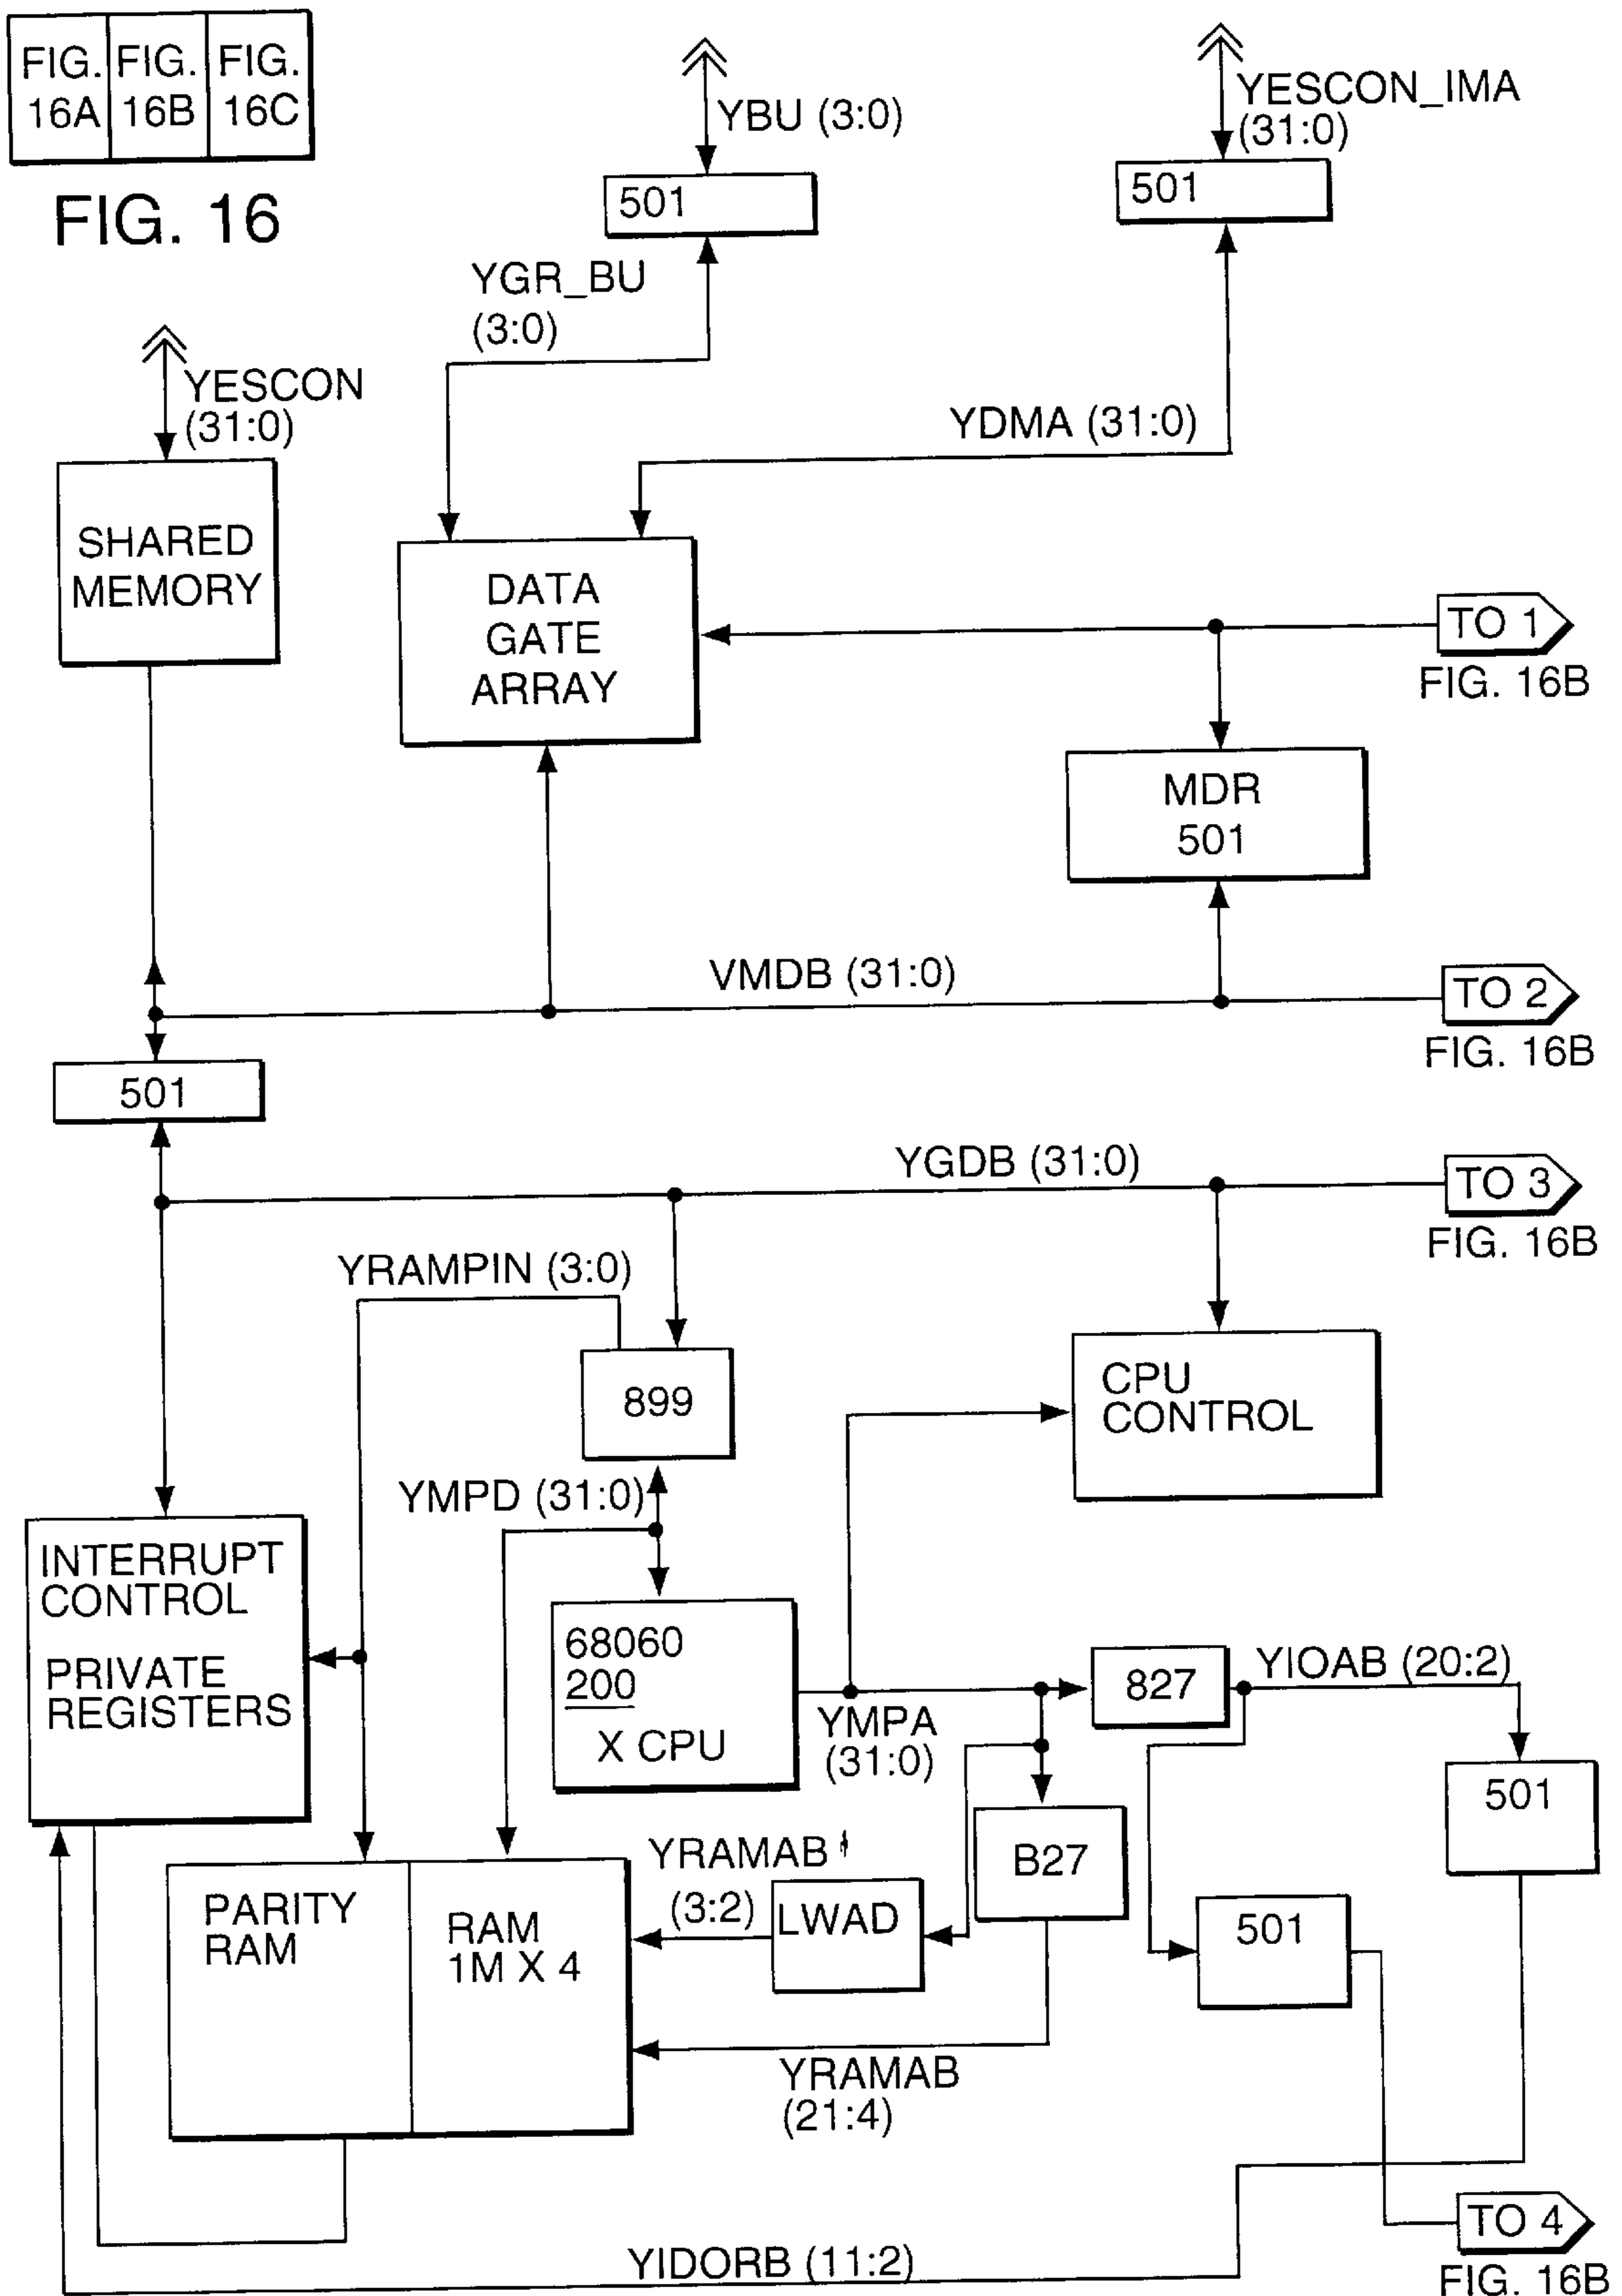 FIG. 16A
FIG. 16B
FIG. 16C
FIG. 16
YBU (3:0)
YESCON_IMA
(31:0)
501
501
YGR_BU
(3:0)
YESCON
(31:0)
YDMA (31:0)
SHARED
MEMORY
DATA
GATE
ARRAY
TO 1
FIG. 16B
MDR
501
VMDB (31:0)
TO 2
FIG. 16B
501
YGDB (31:0)
TO 3
FIG. 16B
YRAMPIN (3:0)
899
CPU
CONTROL
YMPD (31:0)
INTERRUPT
CONTROL
PRIVATE
REGISTERS
68060
200
X CPU
YMPA
(31:0)
827
YIOAB (20:2)
501
B27
YRAMAB
(3:2)
LWAD
501
PARITY
RAM
RAM
1M X 4
YRAMAB
(21:4)
TO 4
FIG. 16B
YIDORB (11:2)